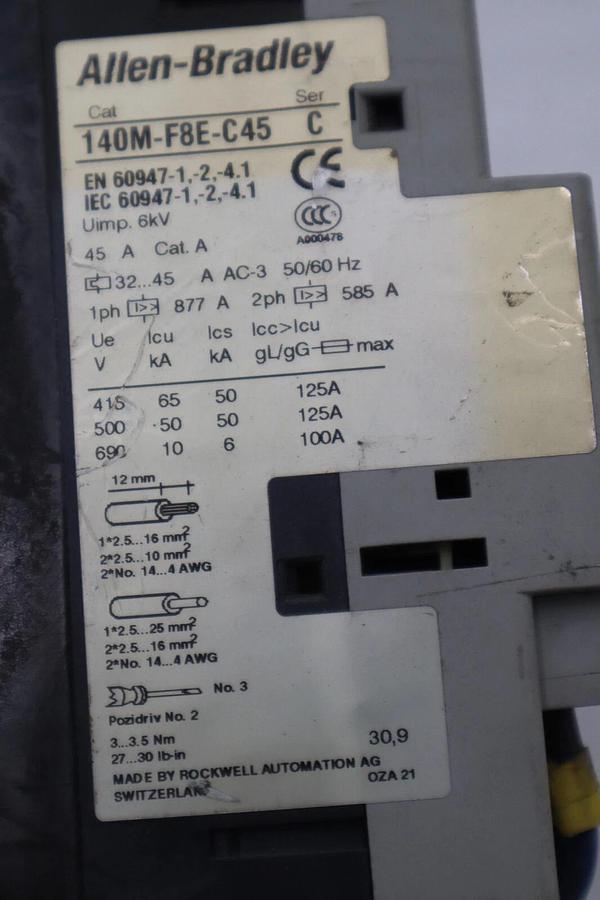 Allen-Bradley
Cat Ser
140M-F8E-C45 C
EN 60947-1,-2,-4.1
IEC 60947-1,-2,-4.1
CE
Uimp. 6kV
CCC
A000478
45 A Cat. A
32...45 A AC-3 50/60 Hz
1ph I>> 877 A 2ph I>> 585 A
Ue Icu Ics Icc>Icu
V kA kA gL/gG max
415 65 50 125A
500 50 50 125A
690 10 6 100A
12 mm
1*2.5...16 mm²
2*2.5...10 mm²
2*No. 14...4 AWG
1*2.5...25 mm²
2*2.5...16 mm²
2*No. 14...4 AWG
No. 3
Pozidriv No. 2
3...3.5 Nm
27...30 lb-in
30,9
MADE BY ROCKWELL AUTOMATION AG
SWITZERLAND OZA 21